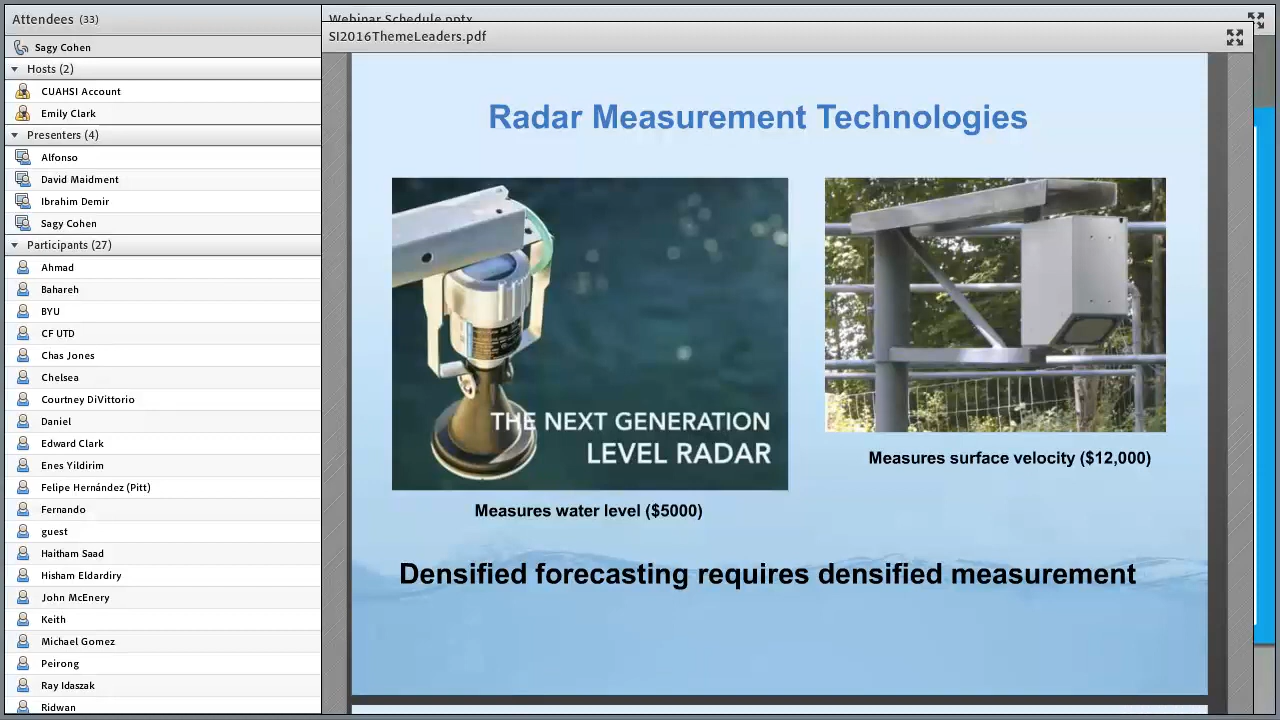 Attendees (33)
Sagy Cohen
Hosts (2)
CUAHSI Account
Emily Clark
Presenters (4)
Alfonso
David Maidment
Ibrahim Demir
Sagy Cohen
Participants (27)
Ahmad
Bahareh
BYU
CF UTD
Chas Jones
Chelsea
Courtney DiVittorio
Daniel
Edward Clark
Enes Yildirim
Felipe Hernández (Pitt)
Fernando
guest
Haitham Saad
Hisham Eldardiry
John McEnery
Keith
Michael Gomez
Peirong
Ray Idaszak
Ridwan
Webinar Schedule.pptx
SI2016ThemeLeaders.pdf
Radar Measurement Technologies
THE NEXT GENERATION
LEVEL RADAR
Measures water level ($5000)
Measures surface velocity ($12,000)
Densified forecasting requires densified measurement